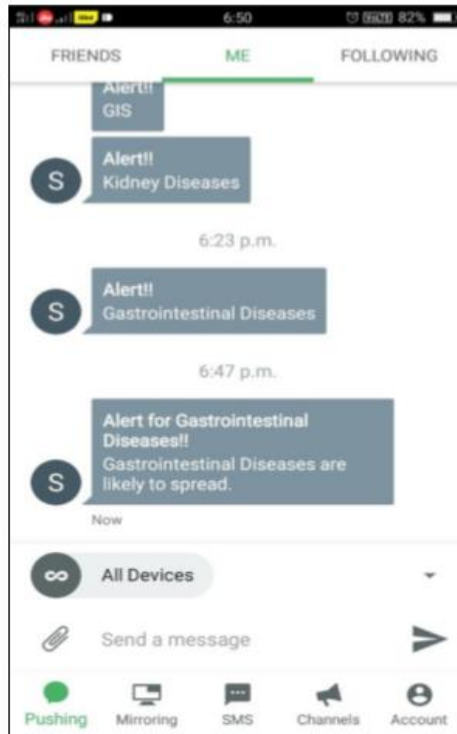 6:50
82%
FRIENDS ME FOLLOWING
Alert!!
GIS
S
Alert!!
Kidney Diseases
6:23 p.m.
S
Alert!!
Gastrointestinal Diseases
6:47 p.m.
S
Alert for Gastrointestinal
Diseases!!
Gastrointestinal Diseases are
likely to spread.
Now
All Devices
Send a message
Pushing Mirroring SMS Channels Account